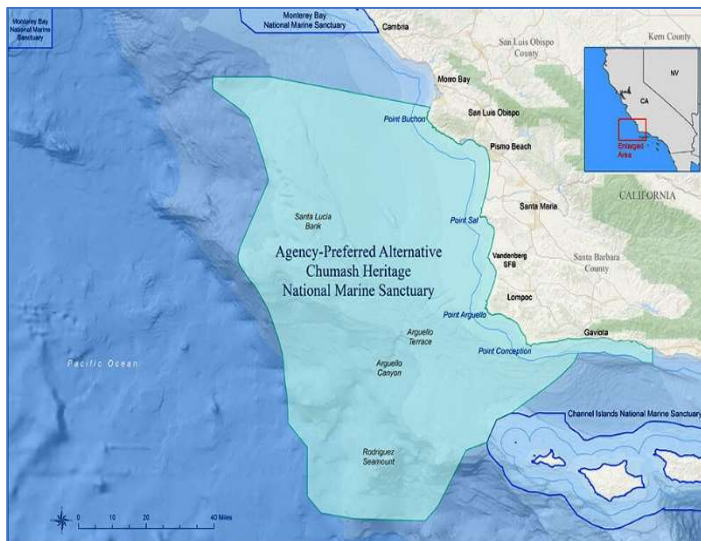 Monterey Bay
National Marine
Sanctuary
Monterey Bay
National Marine Sanctuary
Cambria
San Luis Obispo
County
Kern County
NV
CA
Enlarged
Area
Morro Bay
San Luis Obispo
Point Buchon
Pismo Beach
CALIFORNIA
Santa Lucia
Bank
Point Sal
Santa Maria
Agency-Preferred Alternative
Chumash Heritage
National Marine Sanctuary
Vandenberg
SFB
Santa Barbara
County
Lompoc
Point Arguello
Gaviota
Arguello
Terrace
Point Conception
Pacific Ocean
Arguello
Canyon
Channel Islands National Marine Sanctuary
Rodriguez
Seamount
0 10 20 40 Miles